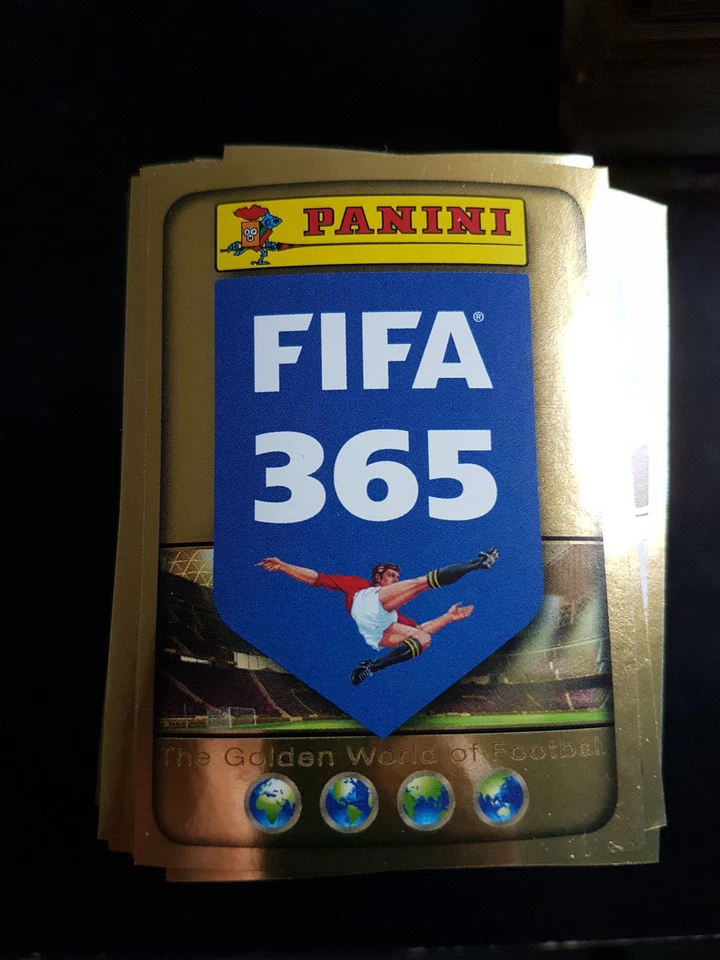 PANINI
FIFA®
365
The Golden World of Football